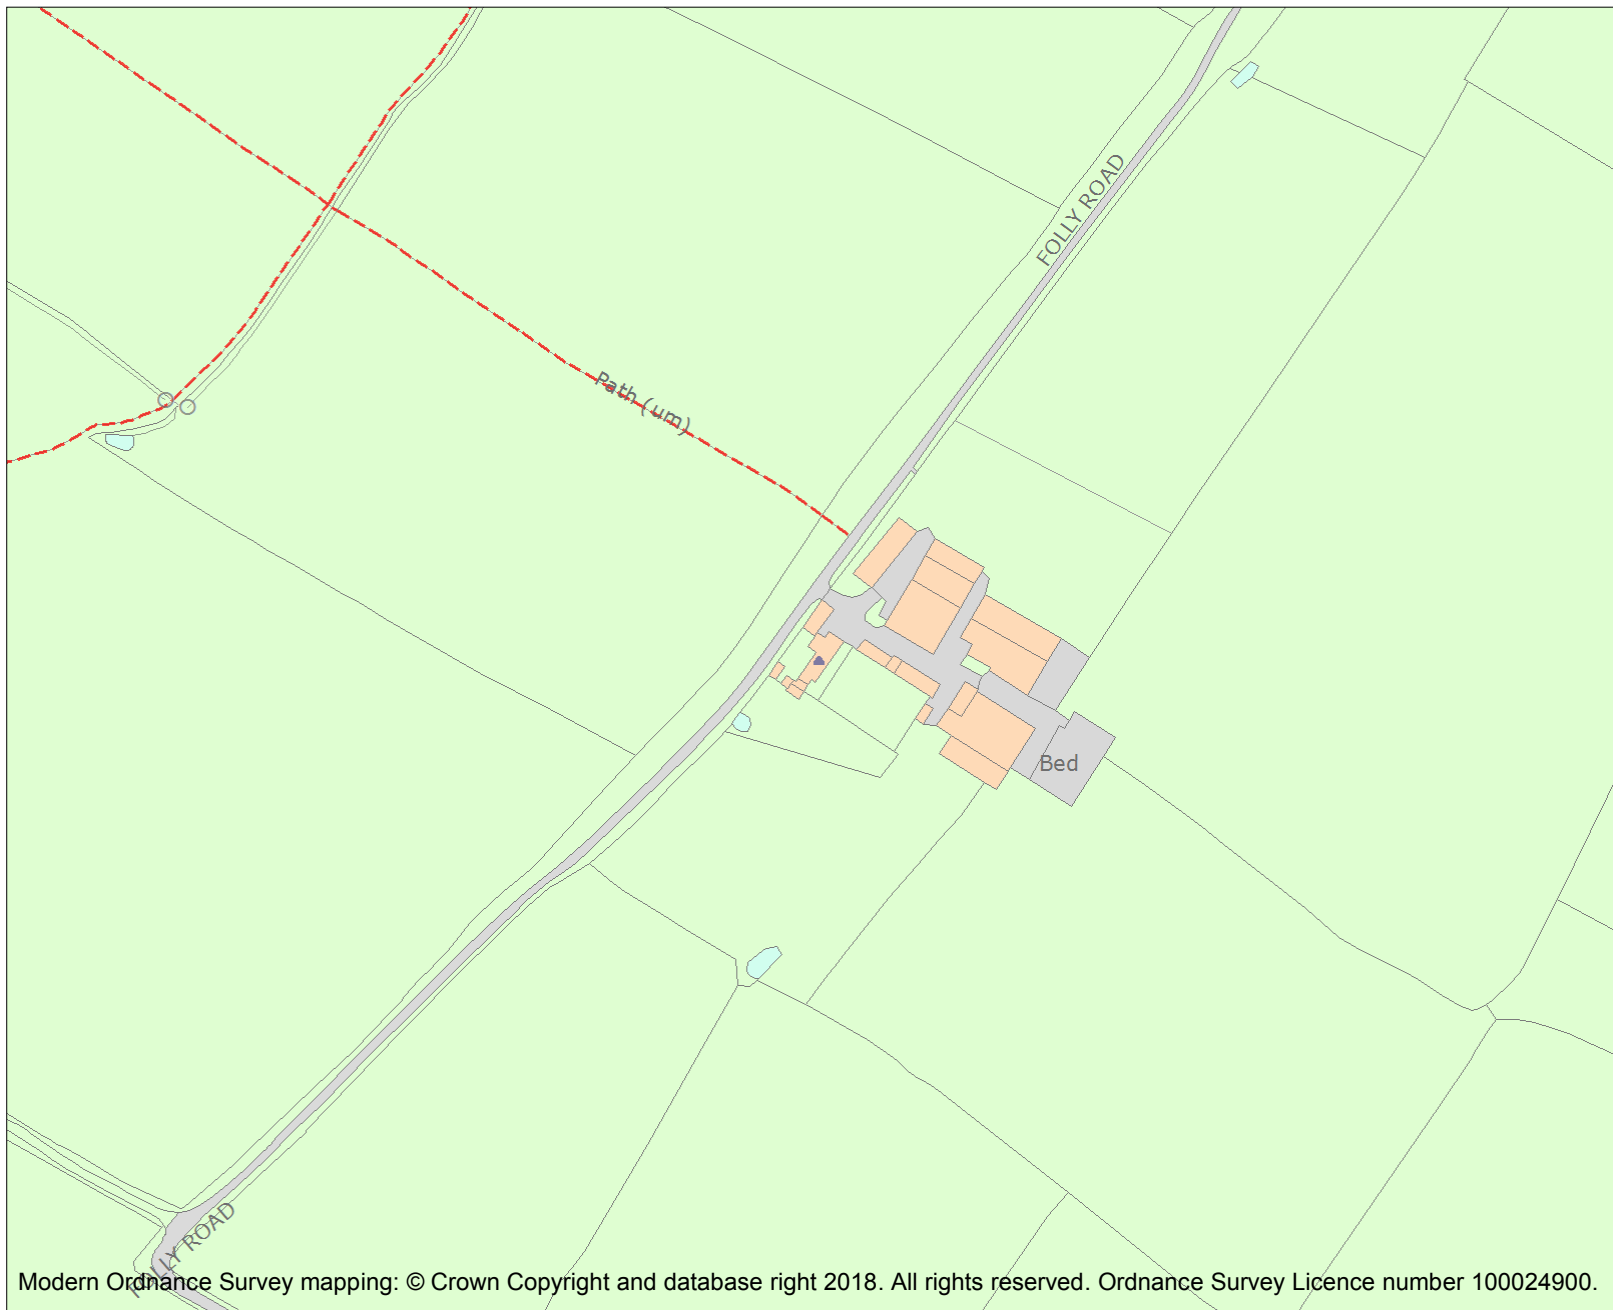 FOLLY ROAD
Path (um)
Bed
FOLLY ROAD
Modern Ordnance Survey mapping: © Crown Copyright and database right 2018. All rights reserved. Ordnance Survey Licence number 100024900.